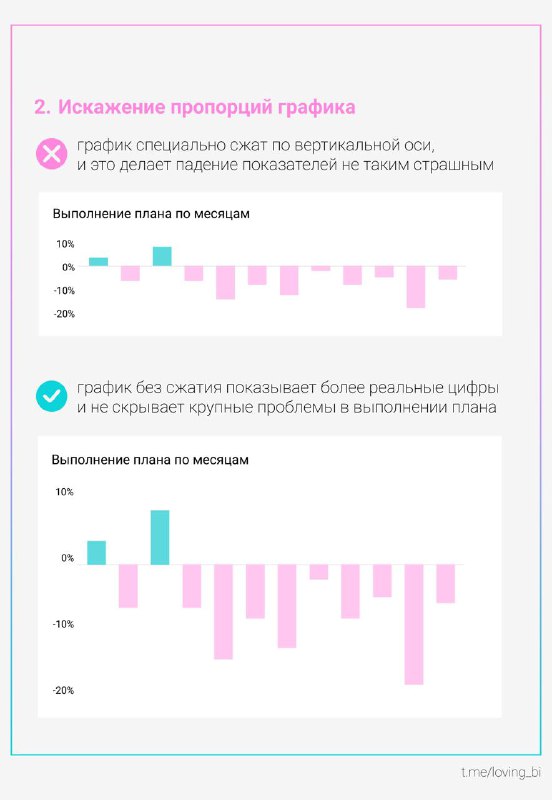 2. Искажение пропорций графика
график специально сжат по вертикальной оси,
и это делает падение показателей не таким страшным
Выполнение плана по месяцам
10%
0%
-10%
-20%
график без сжатия показывает более реальные цифры
и не скрывает крупные проблемы в выполнении плана
Выполнение плана по месяцам
10%
0%
-10%
-20%
t.me/loving_bi